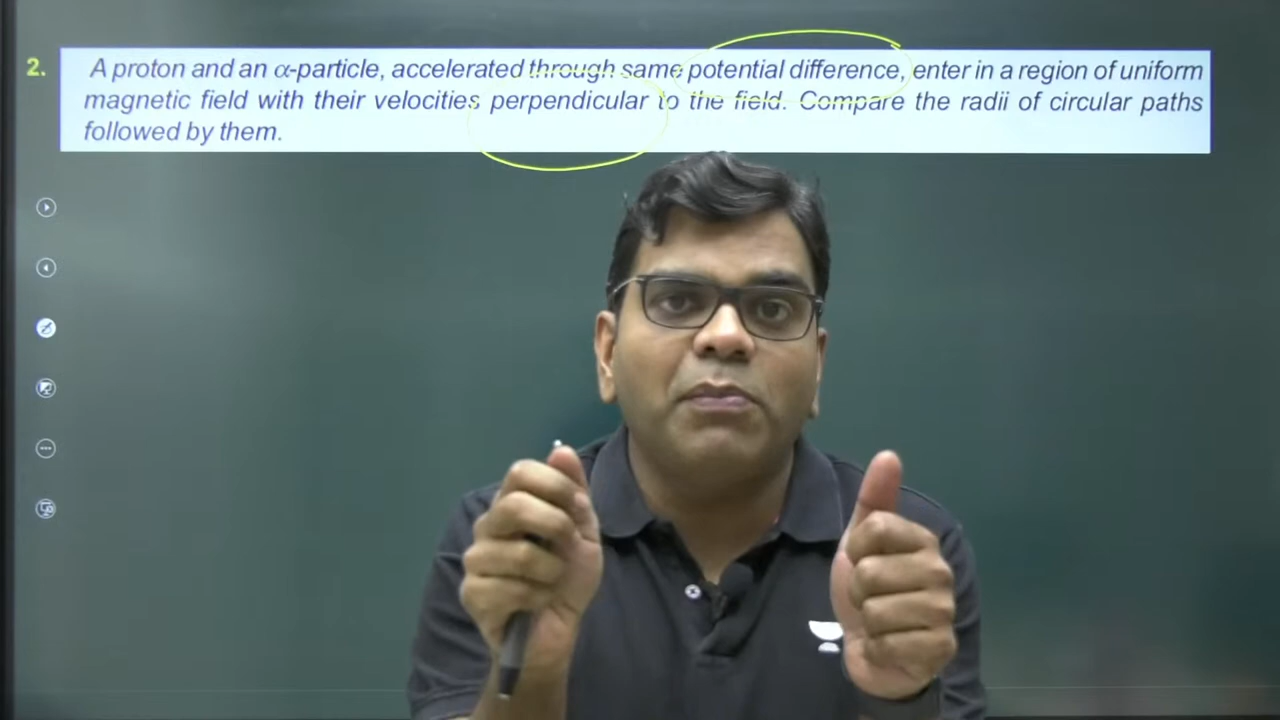 2. A proton and an α-particle, accelerated through same potential difference, enter in a region of uniform
magnetic field with their velocities perpendicular to the field. Compare the radii of circular paths
followed by them.